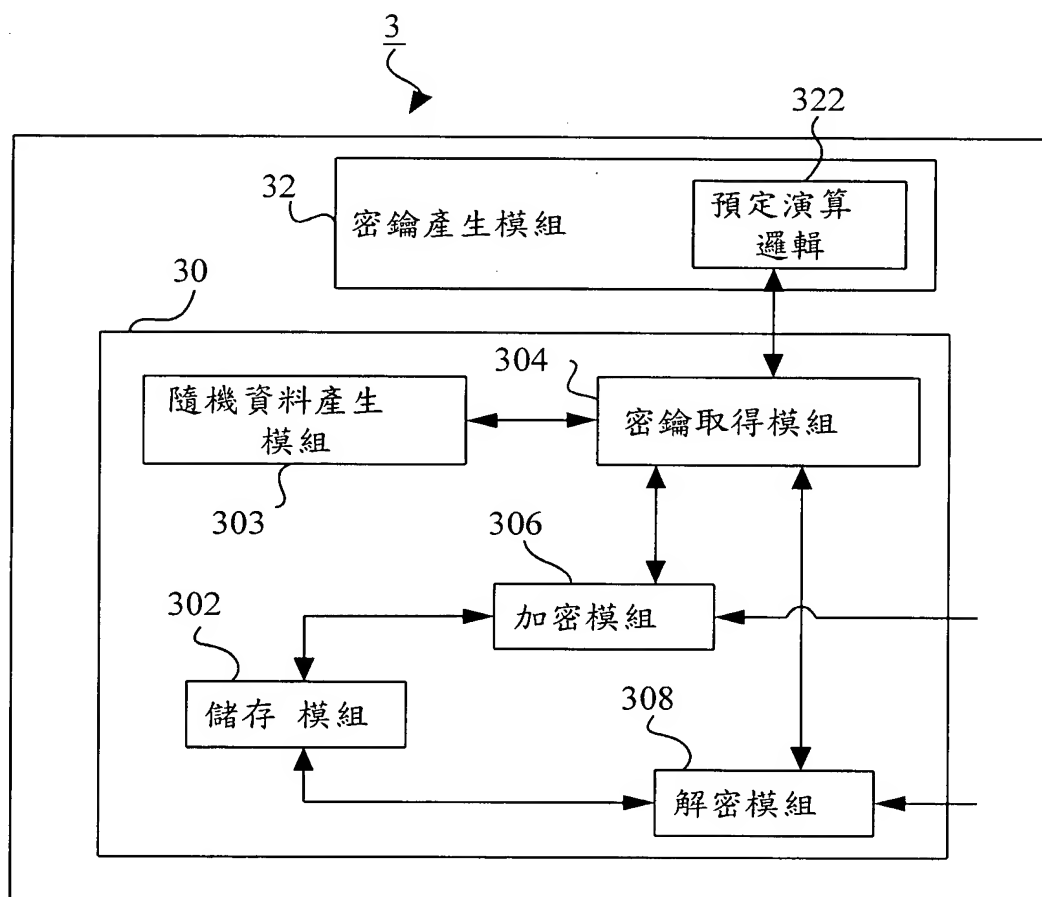 3
322
32
密鑰產生模組
預定演算
邏輯
30
304
隨機資料產生
模組
密鑰取得模組
303
306
302
加密模組
儲存 模組
308
解密模組